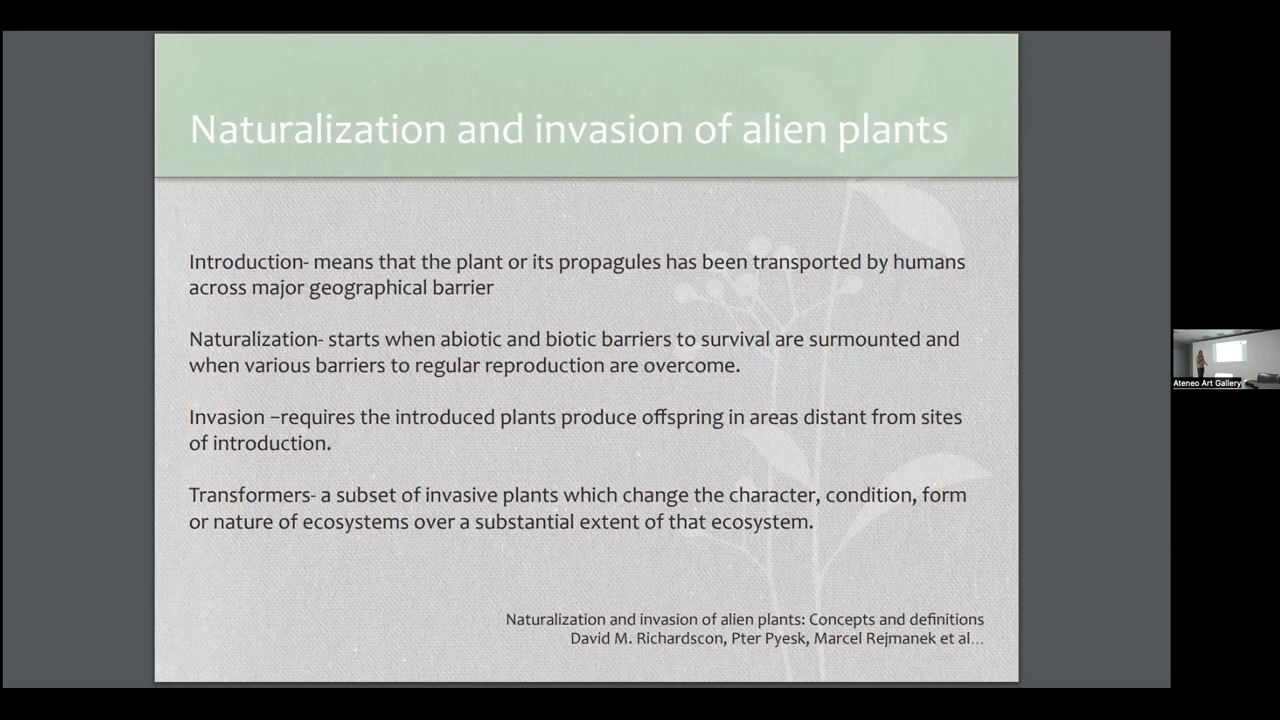 Naturalization and invasion of alien plants
Introduction- means that the plant or its propagules has been transported by humans
across major geographical barrier
Naturalization- starts when abiotic and biotic barriers to survival are surmounted and
when various barriers to regular reproduction are overcome.
Invasion –requires the introduced plants produce offspring in areas distant from sites
of introduction.
Transformers- a subset of invasive plants which change the character, condition, form
or nature of ecosystems over a substantial extent of that ecosystem.
Naturalization and invasion of alien plants: Concepts and definitions
David M. Richardscon, Pter Pyesk, Marcel Rejmanek et al...
Ateneo Art Gallery